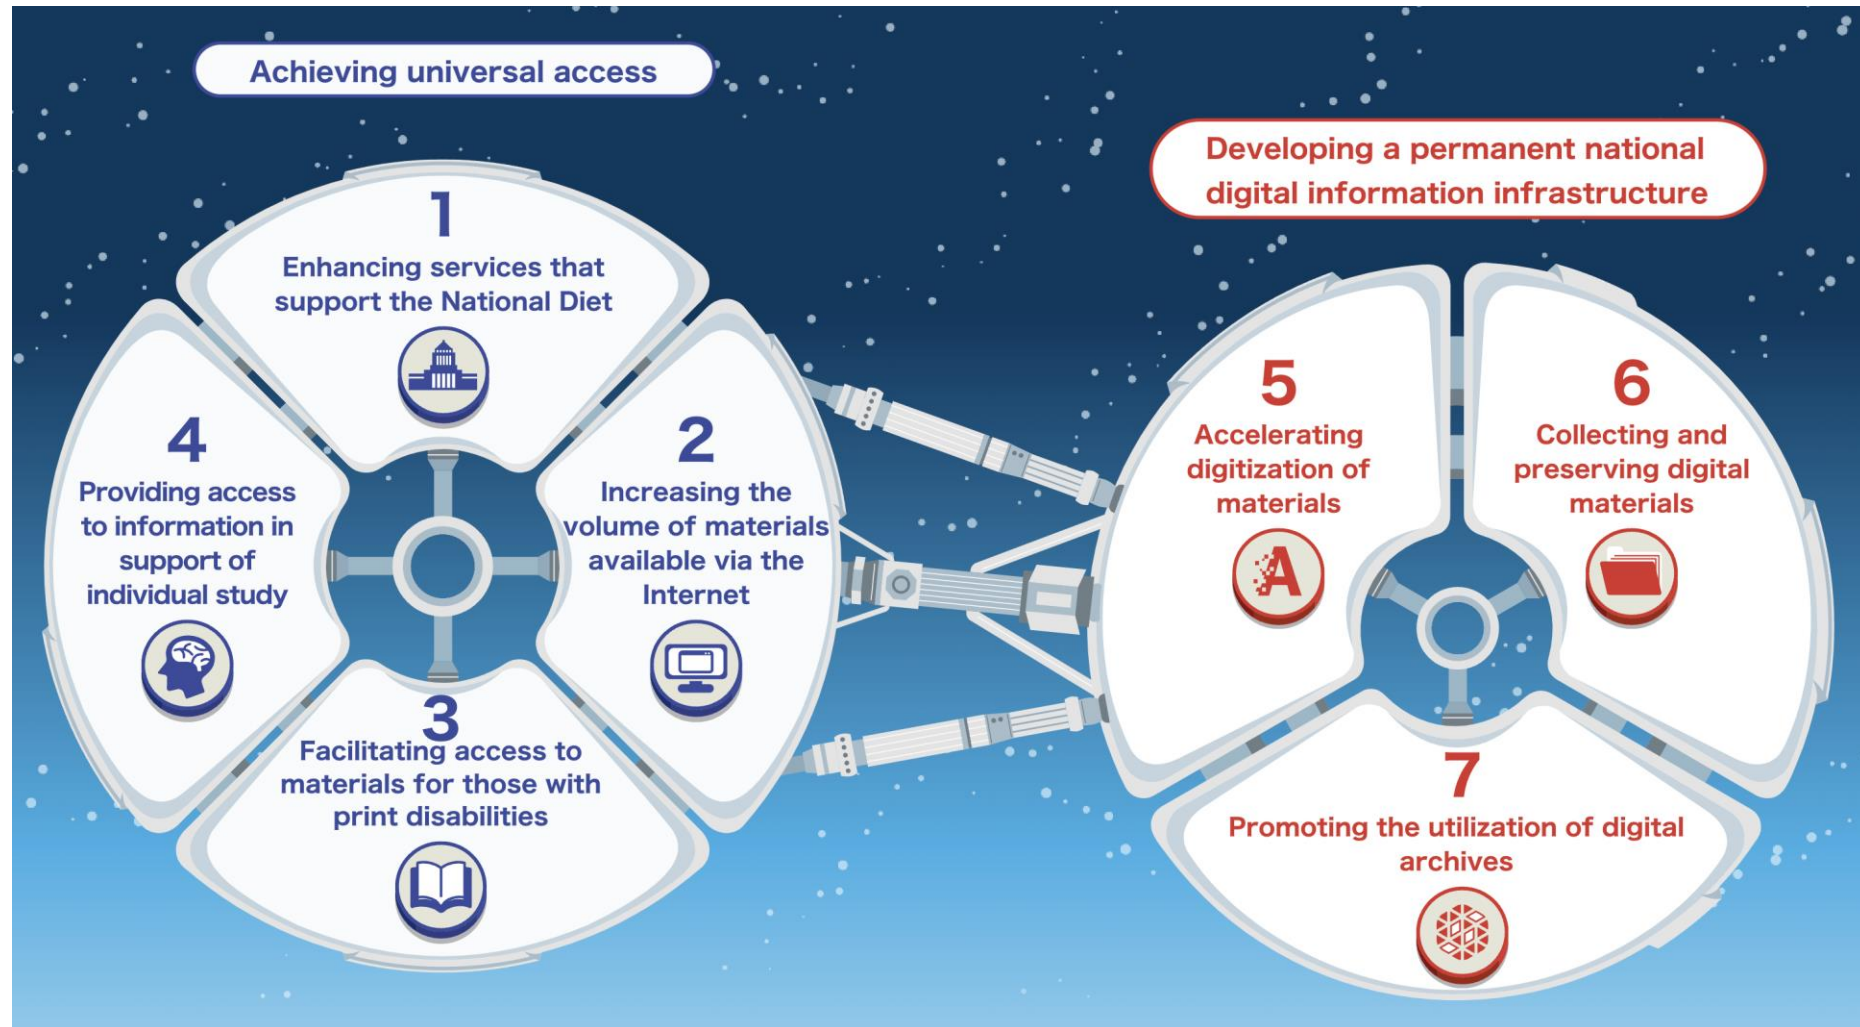 Achieving universal access
1
Enhancing services that
support the National Diet
2
Increasing the
volume of materials
available via the
Internet
3
Facilitating access to
materials for those with
print disabilities
4
Providing access
to information in
support of
individual study
Developing a permanent national
digital information infrastructure
5
Accelerating
digitization of
materials
A
6
Collecting and
preserving digital
materials
7
Promoting the utilization of digital
archives